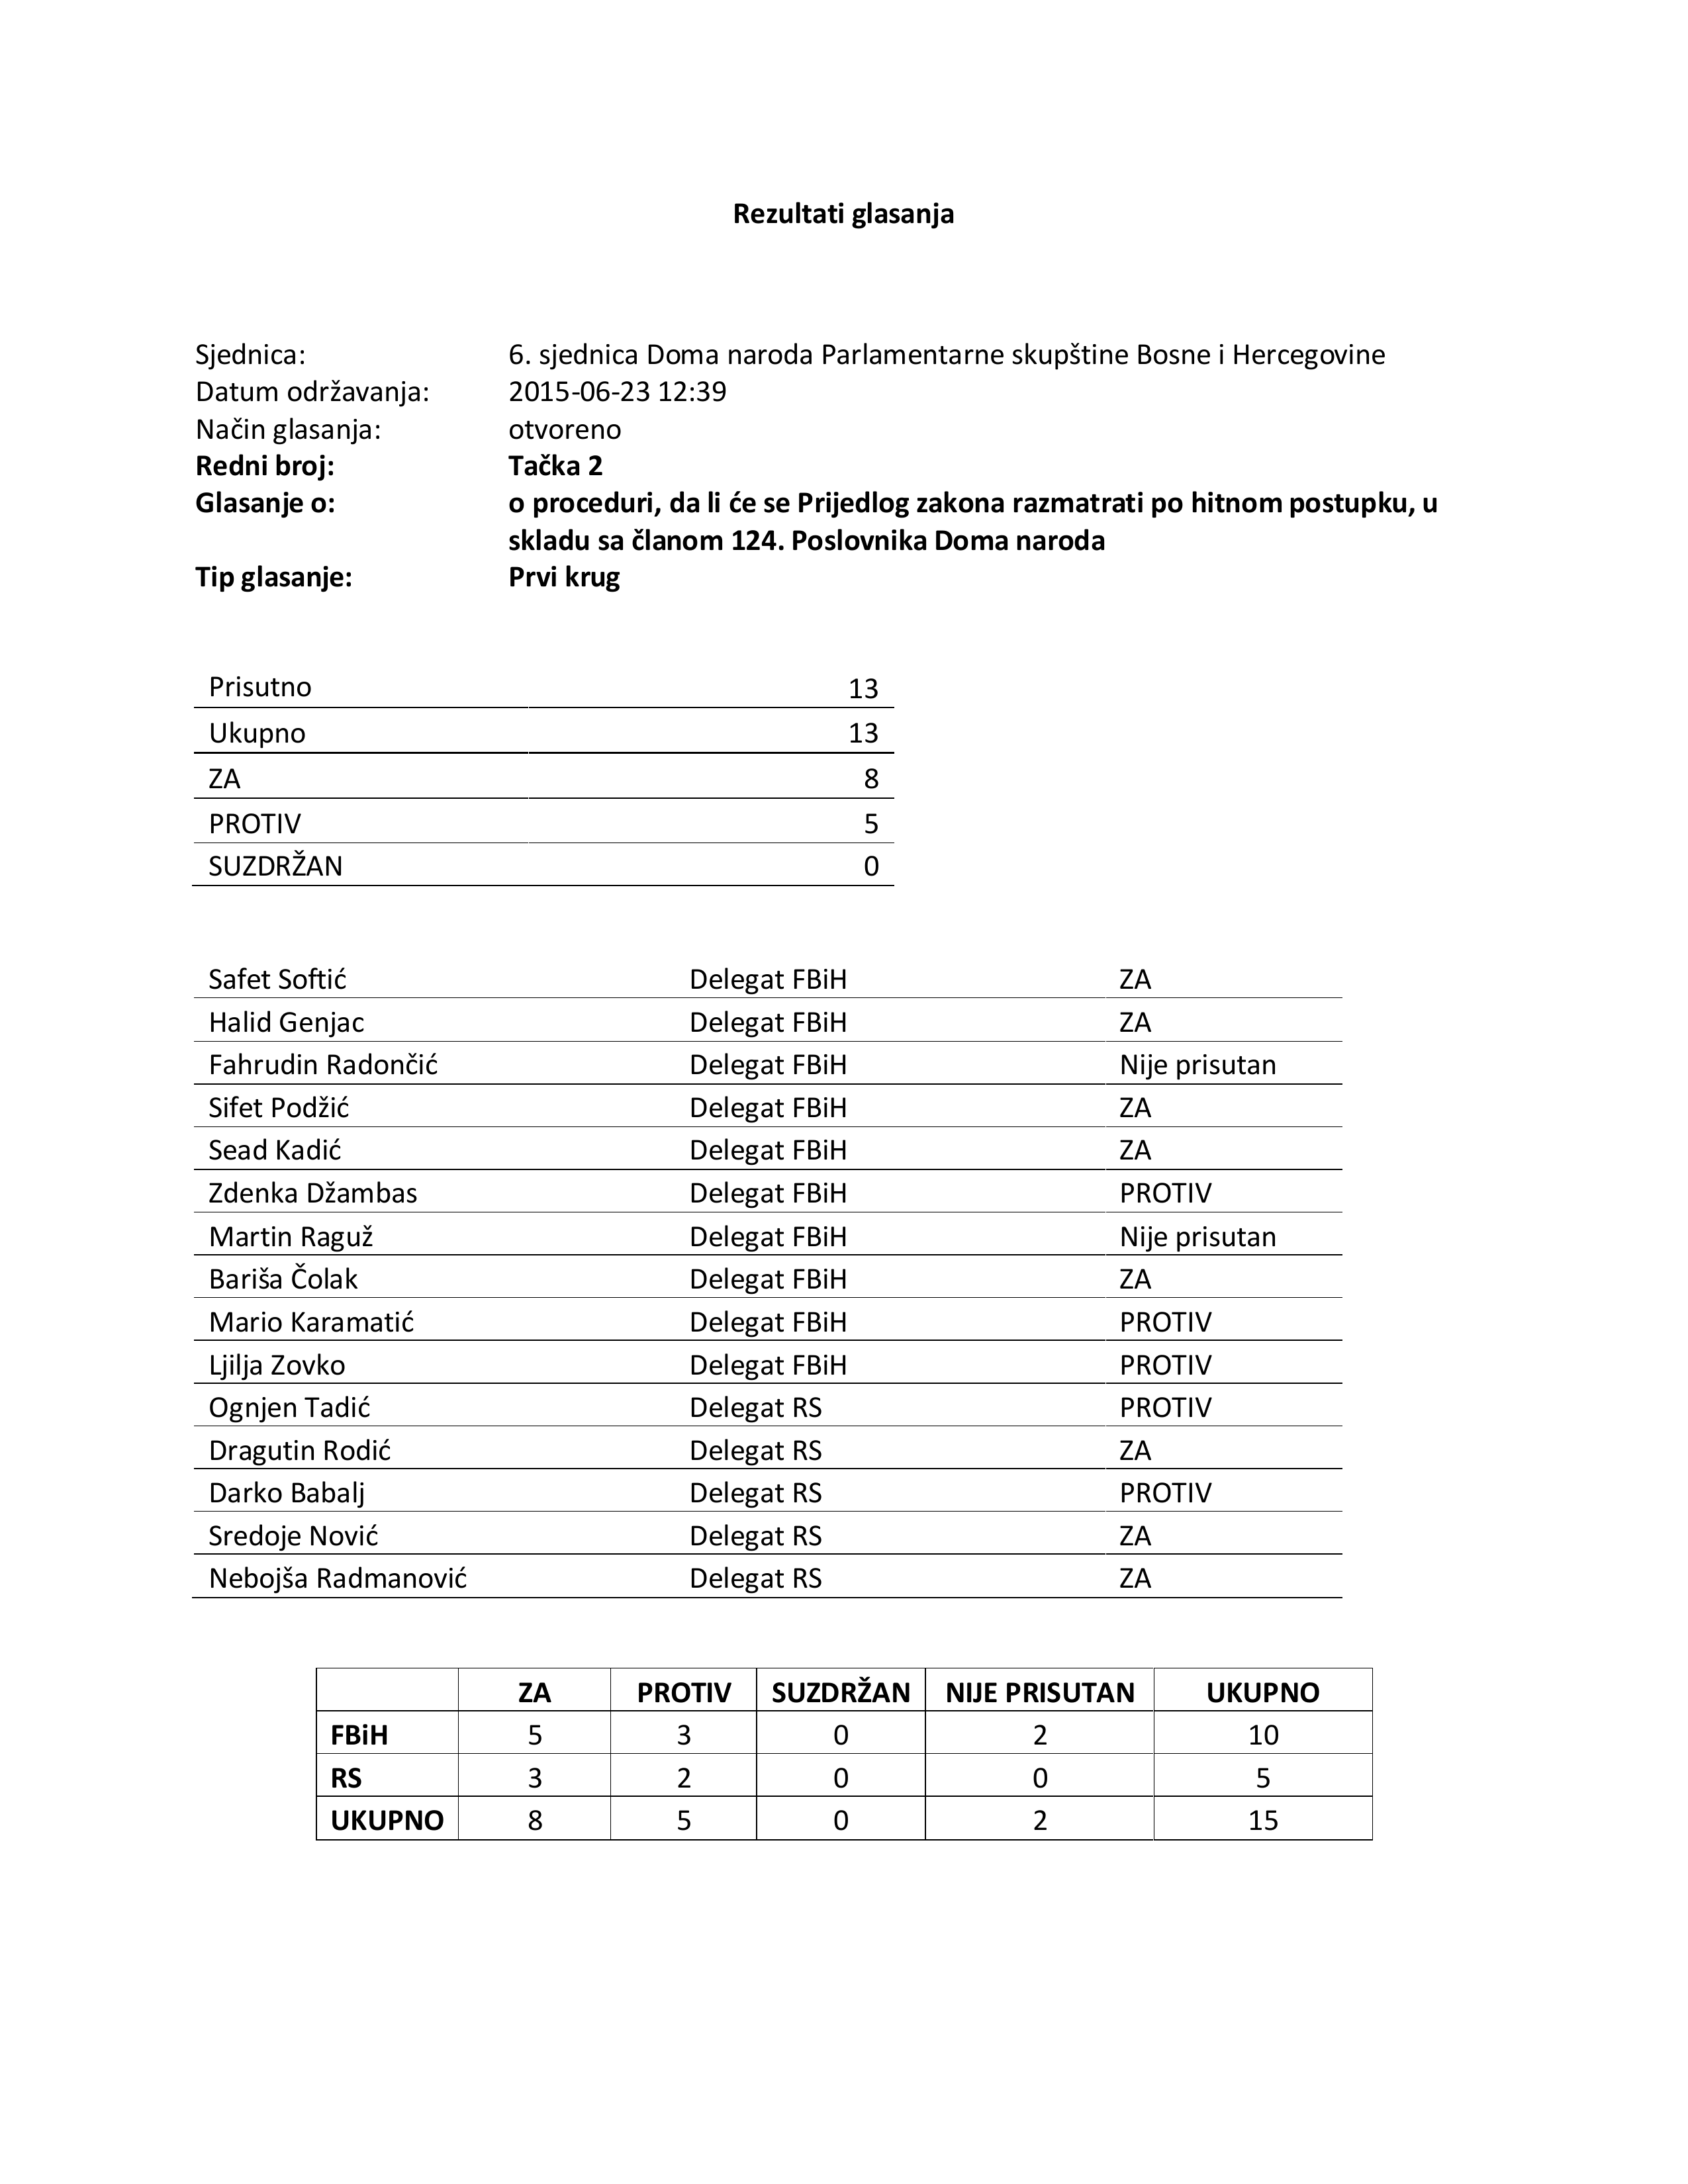 Rezultati glasanja
Sjednica: 6. sjednica Doma naroda Parlamentarne skupštine Bosne i Hercegovine
Datum održavanja: 2015-06-23 12:39
Način glasanja: otvoreno
Redni broj: Tačka 2
Glasanje o: o proceduri, da li će se Prijedlog zakona razmatrati po hitnom postupku, u
skladu sa članom 124. Poslovnika Doma naroda
Tip glasanje: Prvi krug
Prisutno 13
Ukupno 13
ZA 8
PROTIV 5
SUZDRŽAN 0
Safet Softić Delegat FBiH ZA
Halid Genjac Delegat FBiH ZA
Fahrudin Radončić Delegat FBiH Nije prisutan
Sifet Podžić Delegat FBiH ZA
Sead Kadić Delegat FBiH ZA
Zdenka Džambas Delegat FBiH PROTIV
Martin Raguž Delegat FBiH Nije prisutan
Bariša Čolak Delegat FBiH ZA
Mario Karamatić Delegat FBiH PROTIV
Ljilja Zovko Delegat FBiH PROTIV
Ognjen Tadić Delegat RS PROTIV
Dragutin Rodić Delegat RS ZA
Darko Babalj Delegat RS PROTIV
Sredoje Nović Delegat RS ZA
Nebojša Radmanović Delegat RS ZA
ZA PROTIV SUZDRŽAN NIJE PRISUTAN UKUPNO
FBiH 5 3 0 2 10
RS 3 2 0 0 5
UKUPNO 8 5 0 2 15